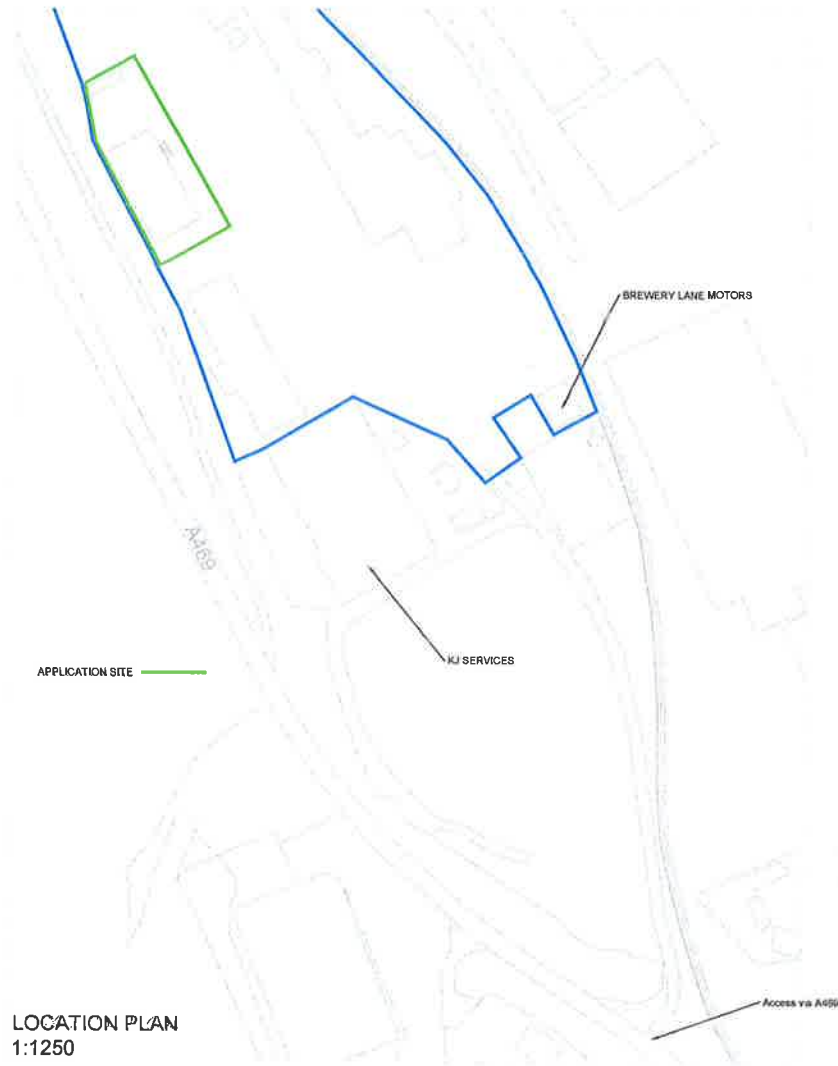 BREWERY LANE MOTORS
A469
KJ SERVICES
APPLICATION SITE
Access via A469
LOCATION PLAN
1:1250